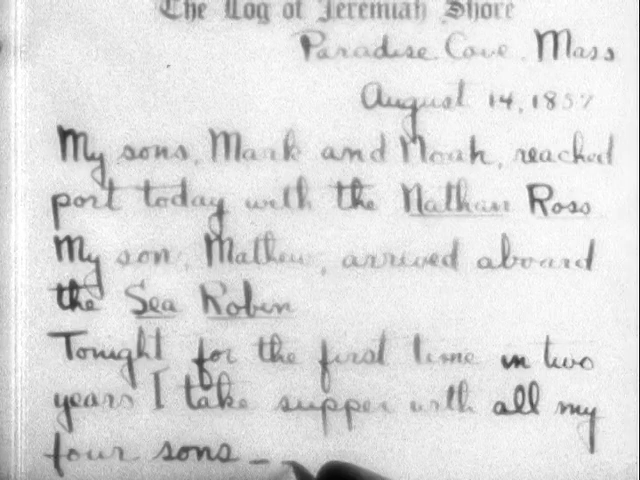 The Log of Jeremiah Shore
Paradise Cove, Mass
August 14, 1857
My sons, Mark and Noah, reached
port today with the Nathan Ross
My son, Mathew, arrived aboard
the Sea Robin
Tonight for the first time in two
years I take supper with all my
four sons -